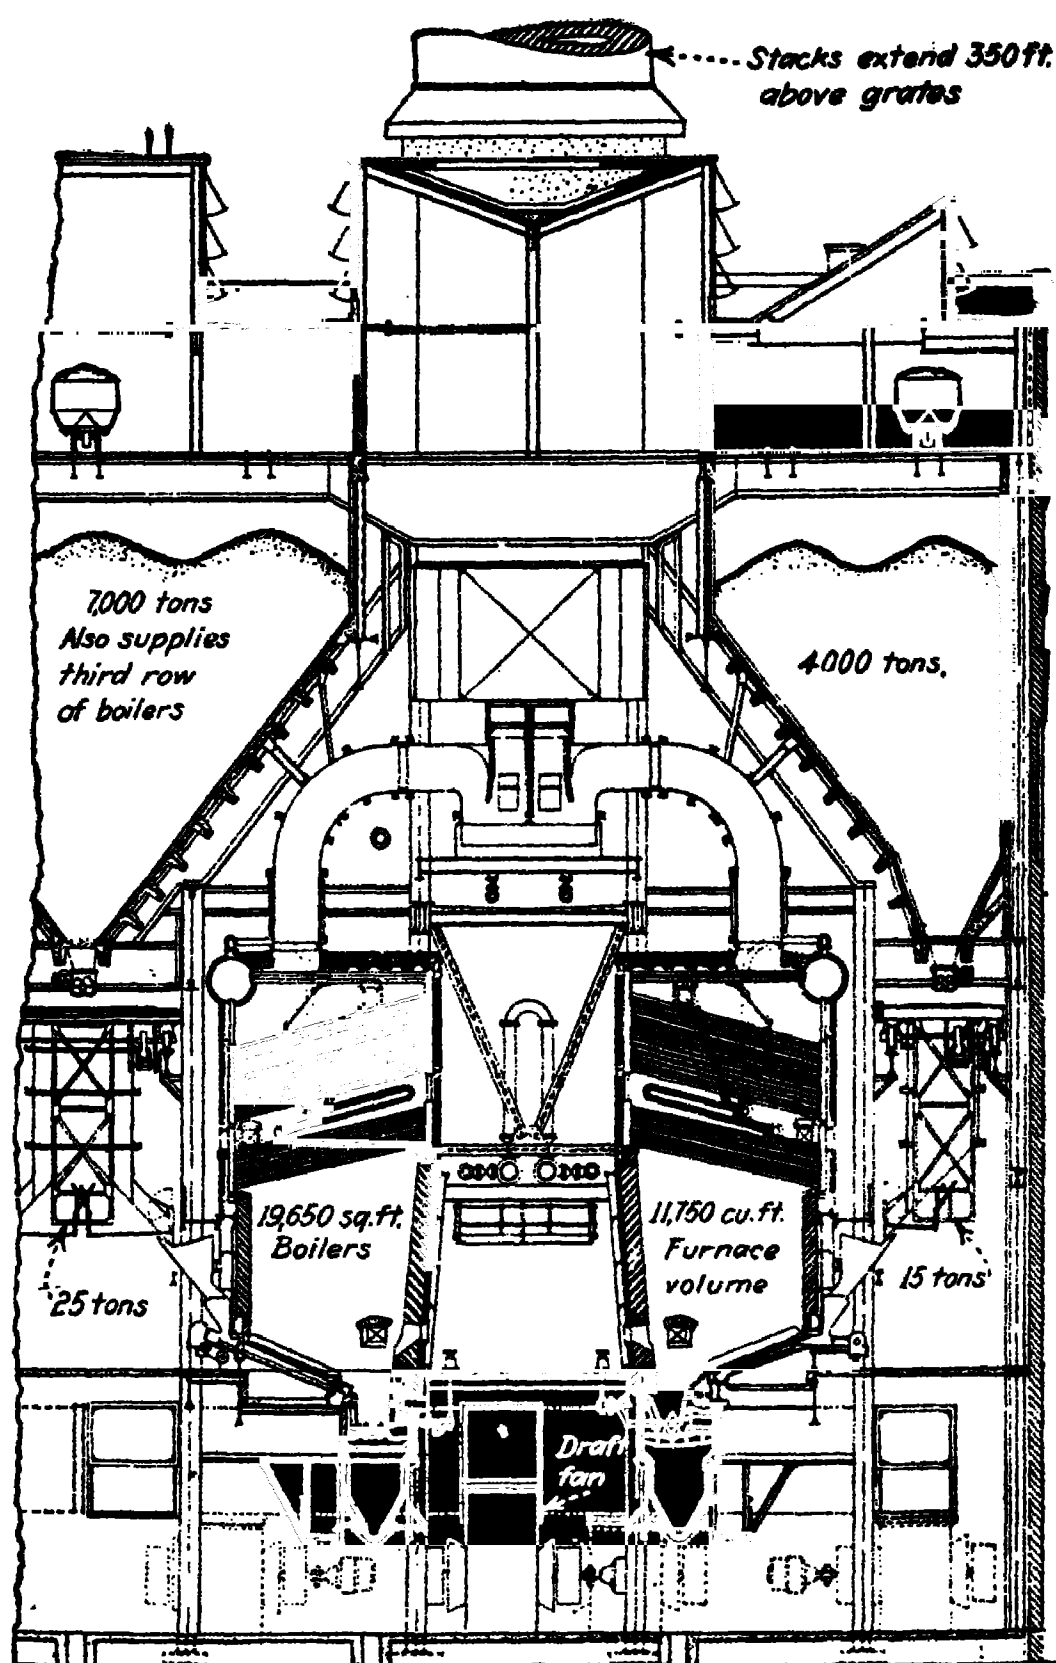 Stacks extend 350 ft.
above grates
7,000 tons
Also supplies
third row
of boilers
4000 tons.
19,650 sq.ft.
Boilers
11,750 cu.ft.
Furnace
volume
25 tons
15 tons
Draft
fan